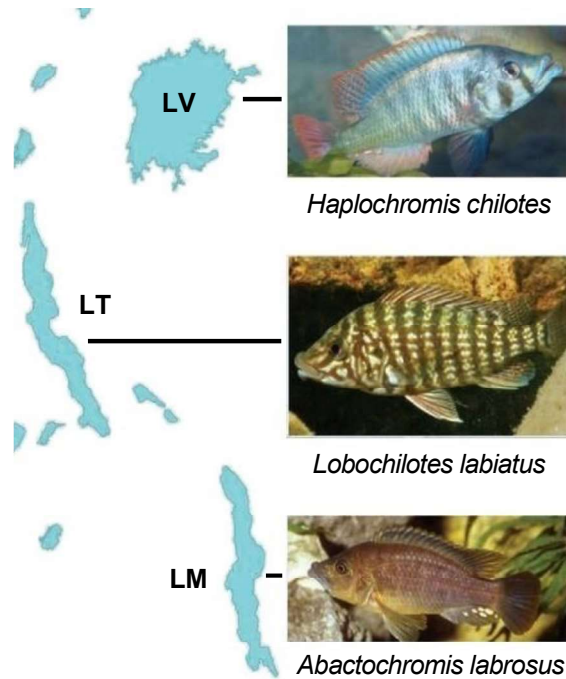 LV
Haplochromis chilotes
LT
Lobochilotes labiatus
LM
Abactochromis labrosus